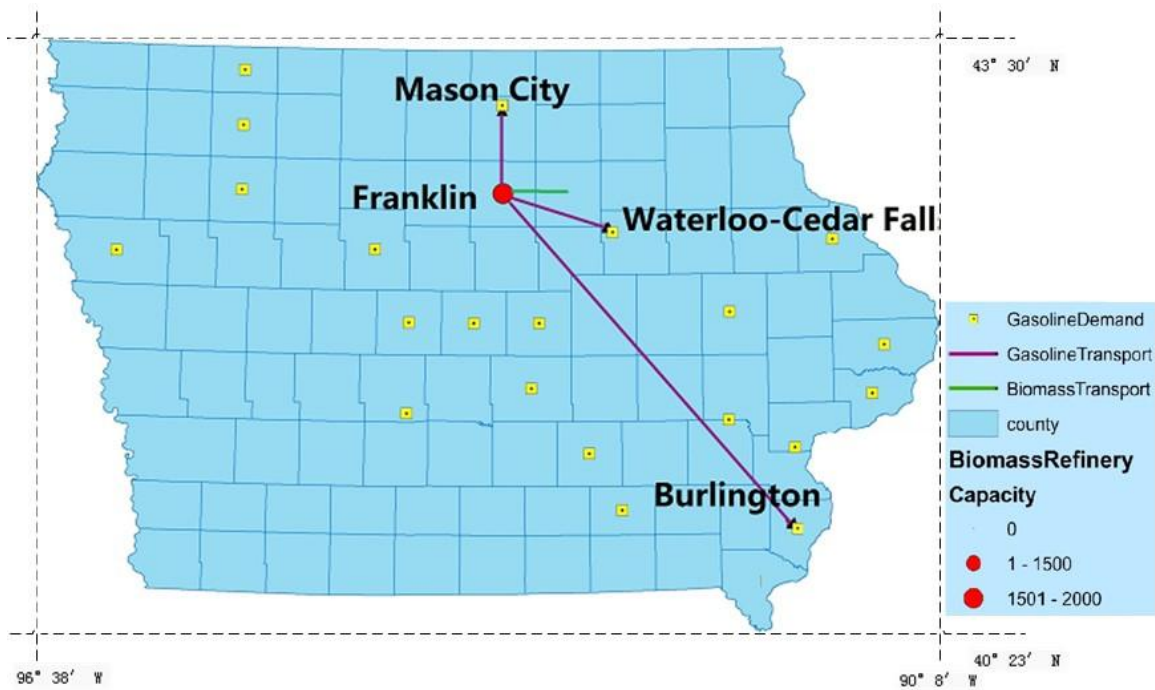 43° 30′ N
Mason City
Franklin
Waterloo-Cedar Fall
Burlington
GasolineDemand
GasolineTransport
BiomassTransport
county
BiomassRefinery
Capacity
0
1 - 1500
1501 - 2000
96° 38′ W
40° 23′ N
90° 8′ W